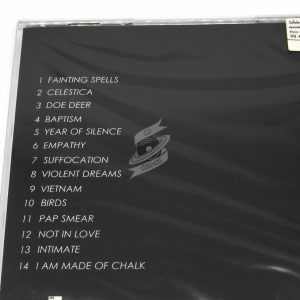 1 FAINTING SPELLS
2 CELESTICA
3 DOE DEER
4 BAPTISM
5 YEAR OF SILENCE
6 EMPATHY
7 SUFFOCATION
8 VIOLENT DREAMS
9 VIETNAM
10 BIRDS
11 PAP SMEAR
12 NOT IN LOVE
13 INTIMATE
14 I AM MADE OF CHALK